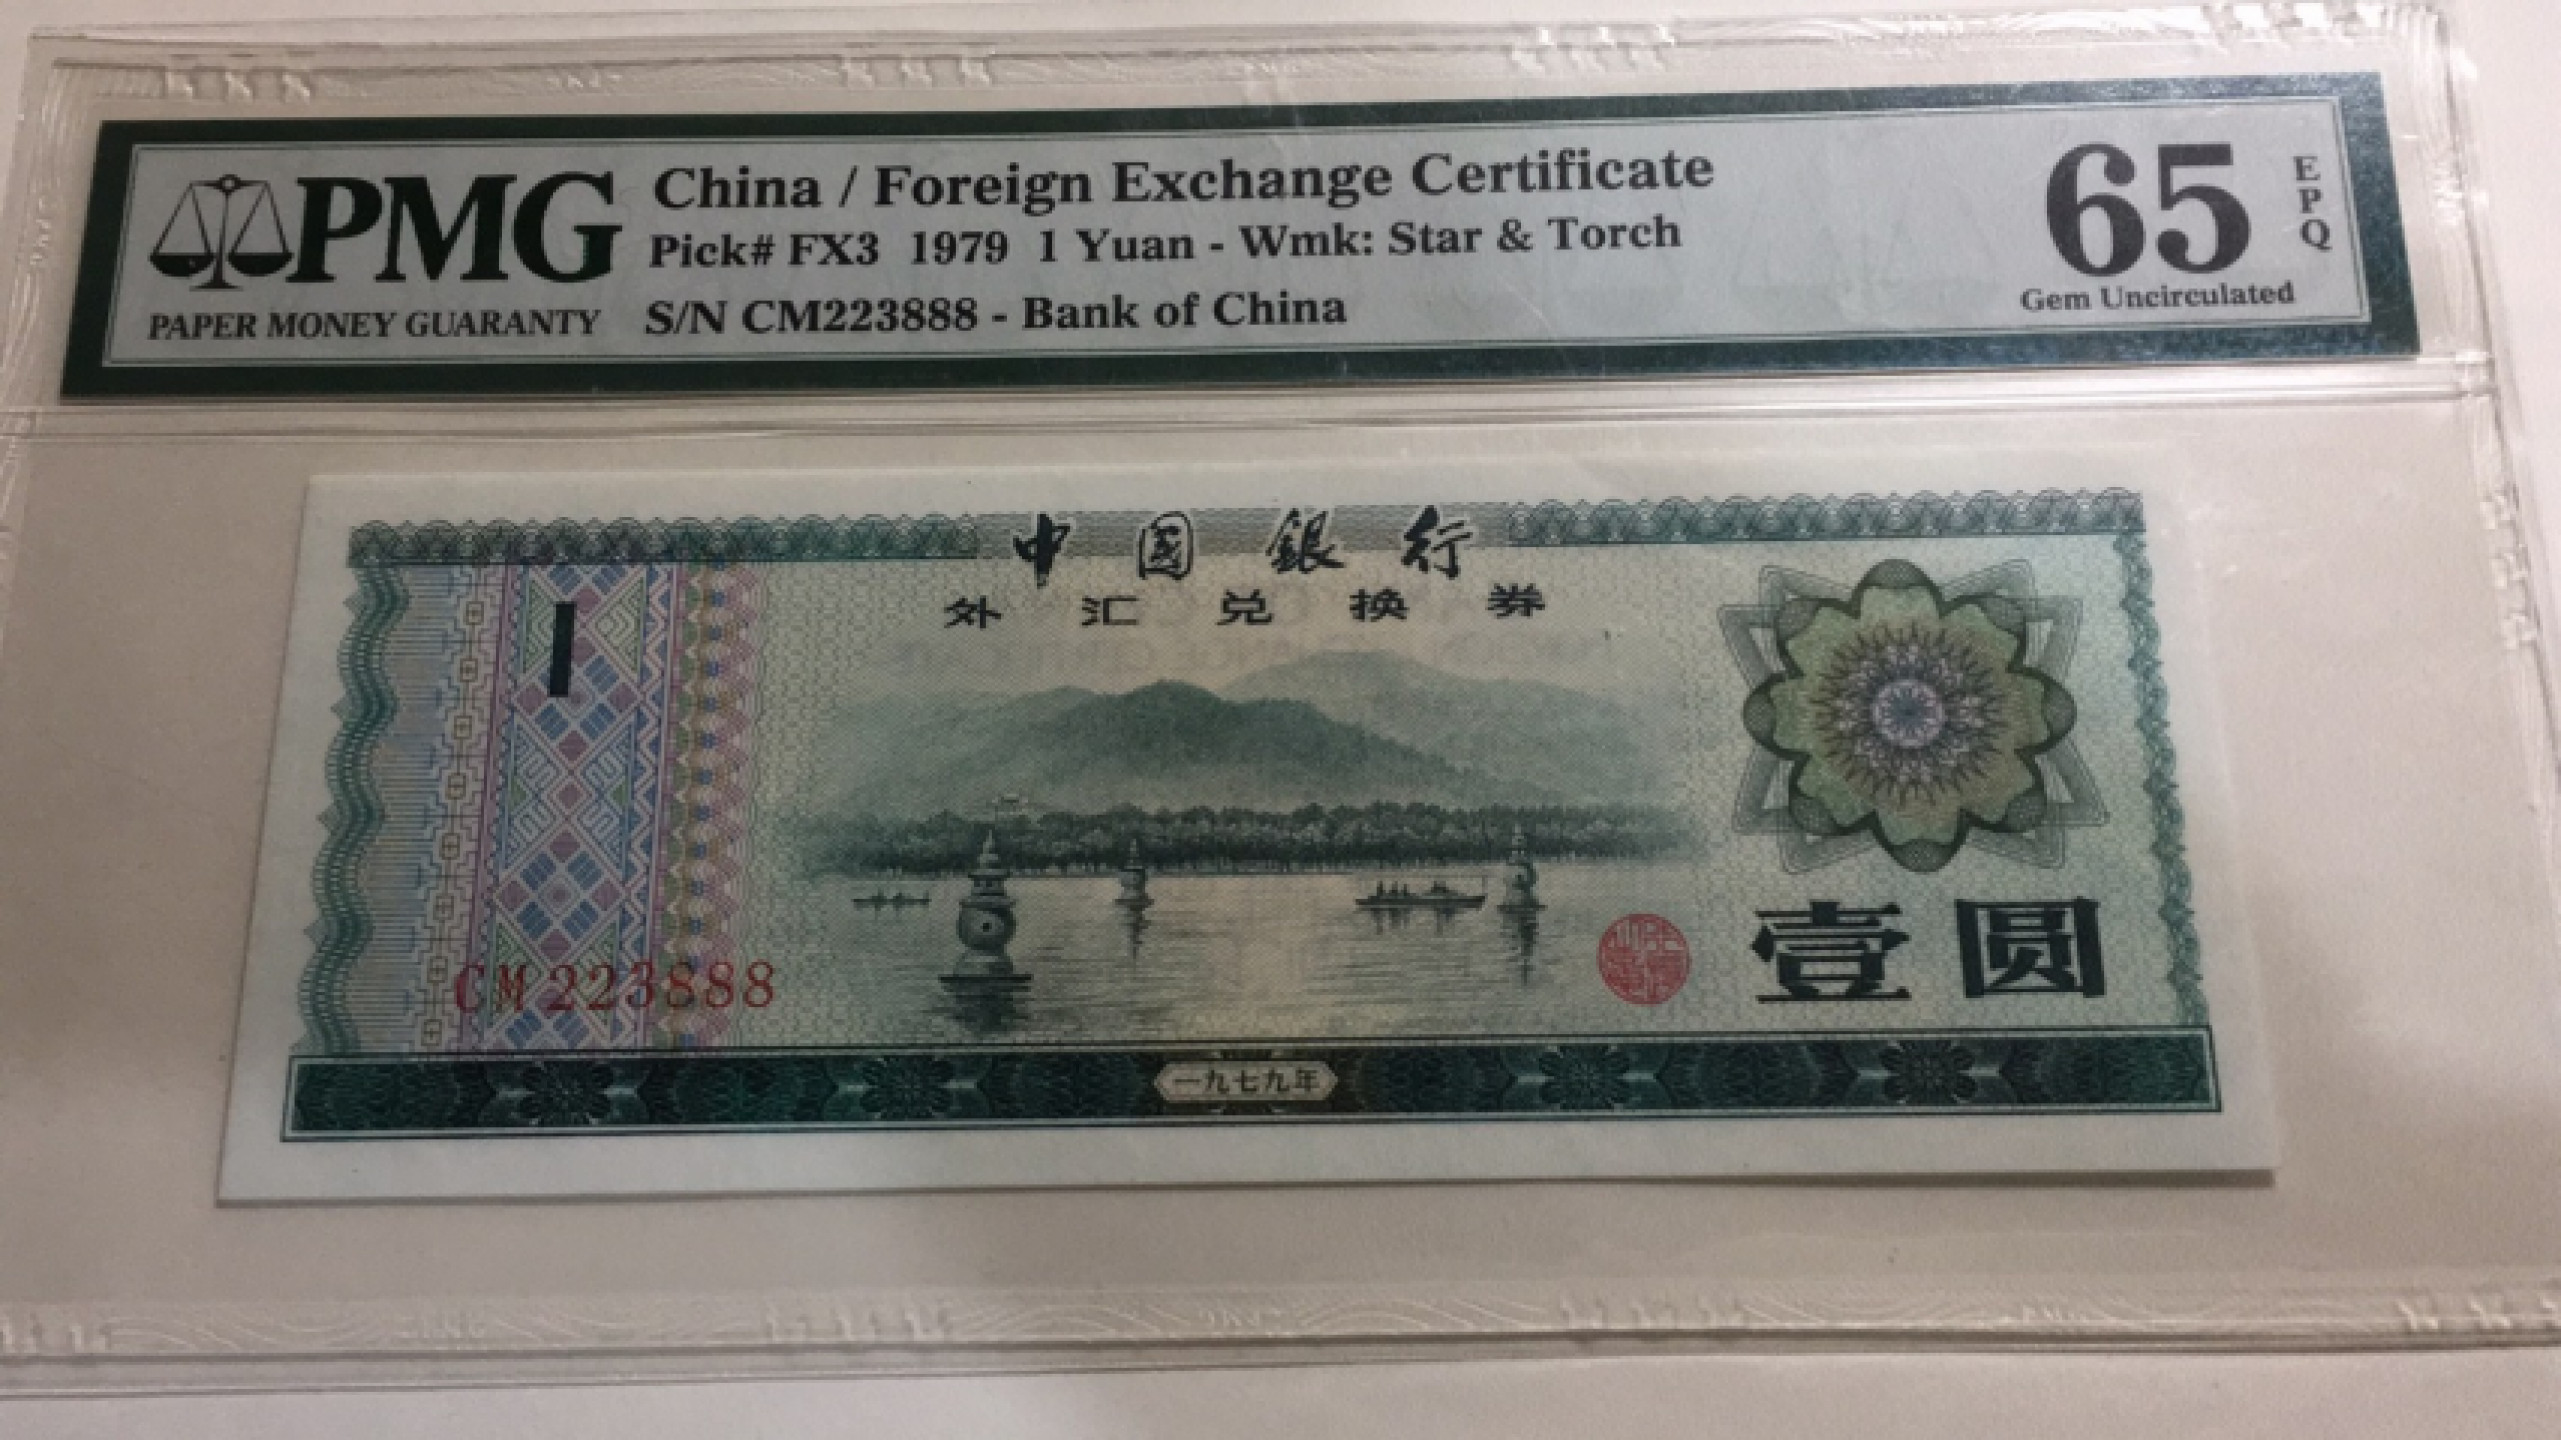 PMG
PAPER MONEY GUARANTY
China / Foreign Exchange Certificate
Pick# FX3 1979 1 Yuan - Wmk: Star & Torch
S/N CM223888 - Bank of China
65
EPQ
Gem Uncirculated
中國銀行
外汇兑换券
1
CM223888
壹圆
一九七九年